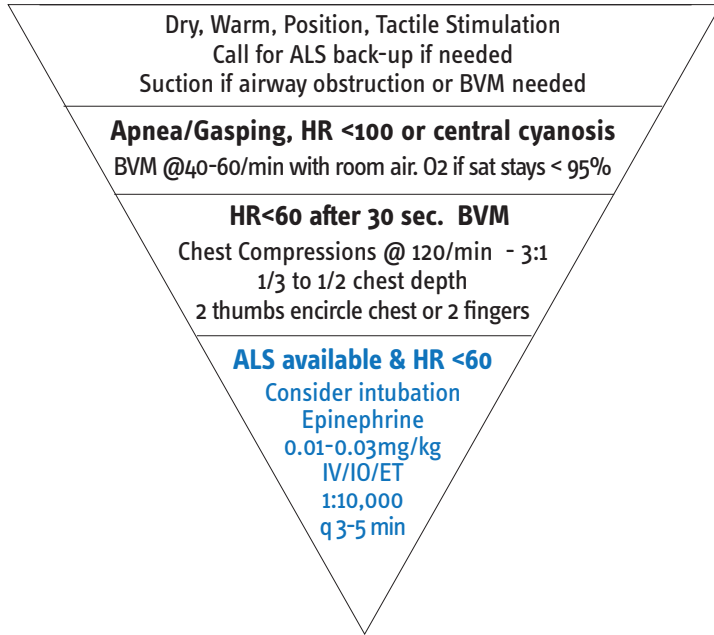 Dry, Warm, Position, Tactile Stimulation
Call for ALS back-up if needed
Suction if airway obstruction or BVM needed
Apnea/Gasping, HR <100 or central cyanosis
BVM @40-60/min with room air. O2 if sat stays < 95%
HR<60 after 30 sec. BVM
Chest Compressions @ 120/min - 3:1
1/3 to 1/2 chest depth
2 thumbs encircle chest or 2 fingers
ALS available & HR <60
Consider intubation
Epinephrine
0.01-0.03mg/kg
IV/IO/ET
1:10,000
q 3-5 min